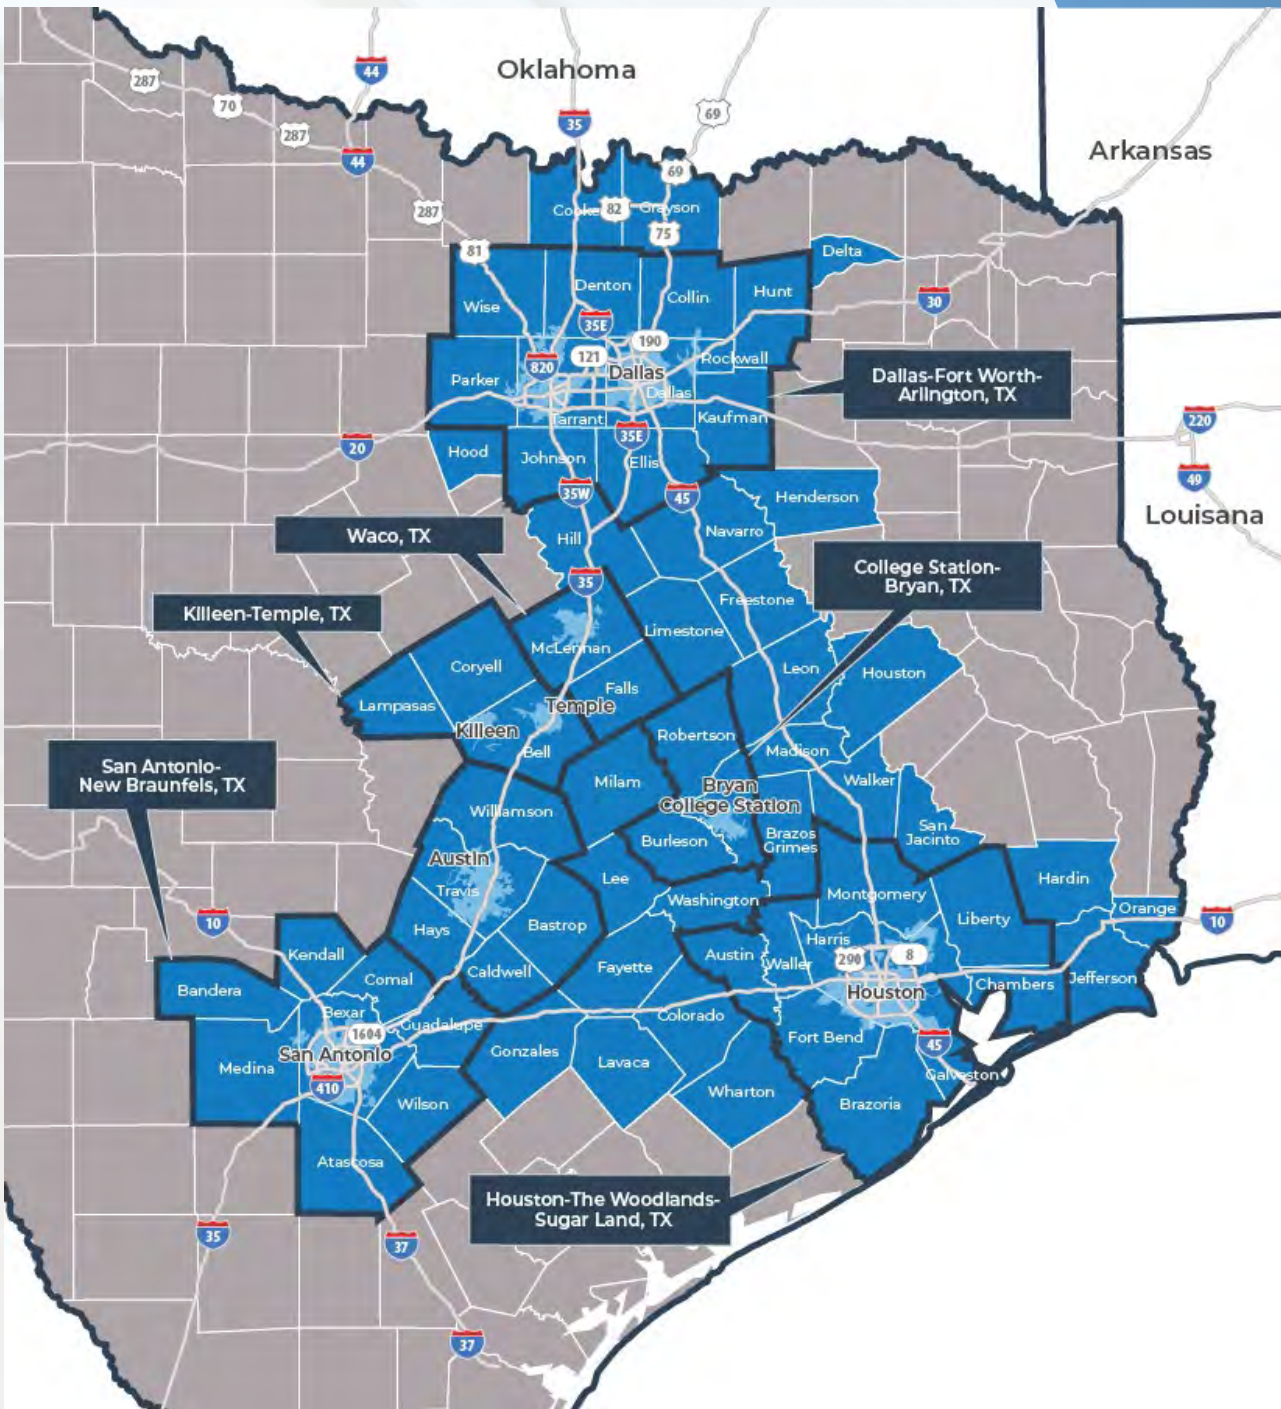 44
Oklahoma
287
70
69
35
287
44
Arkansas
69
287
Cooke
82
Grayson
75
81
Delta
Denton
Hunt
Collin
Wise
30
35E
190
121
Rockwall
820
Dallas
Dallas-Fort Worth-
Arlington, TX
Parker
Dallas
Tarrant
Kaufman
220
35E
20
Hood
Johnson
Ellis
49
35W
45
Henderson
Louisana
Waco, TX
Hill
Navarro
College Station-
Bryan, TX
35
Freestone
Killeen-Temple, TX
Limestone
McLennan
Coryell
Leon
Houston
Falls
Lampasas
Temple
Killeen
Robertson
Bell
Madison
San Antonio-
New Braunfels, TX
Milam
Bryan
College Station
Walker
Williamson
San
Jacinto
Burleson
Brazos
Grimes
Austin
Lee
Hardin
Travis
Montgomery
Washington
Orange
10
Liberty
10
Hays
Bastrop
Harris
Kendall
Austin
290
8
Waller
Caldwell
Fayette
Comal
Jefferson
Chambers
Bandera
Houston
Bexar
Guadalupe
Colorado
1604
Fort Bend
45
San Antonio
Gonzales
Lavaca
Medina
Galveston
410
Wharton
Wilson
Brazoria
Atascosa
Houston-The Woodlands-
Sugar Land, TX
35
37
37